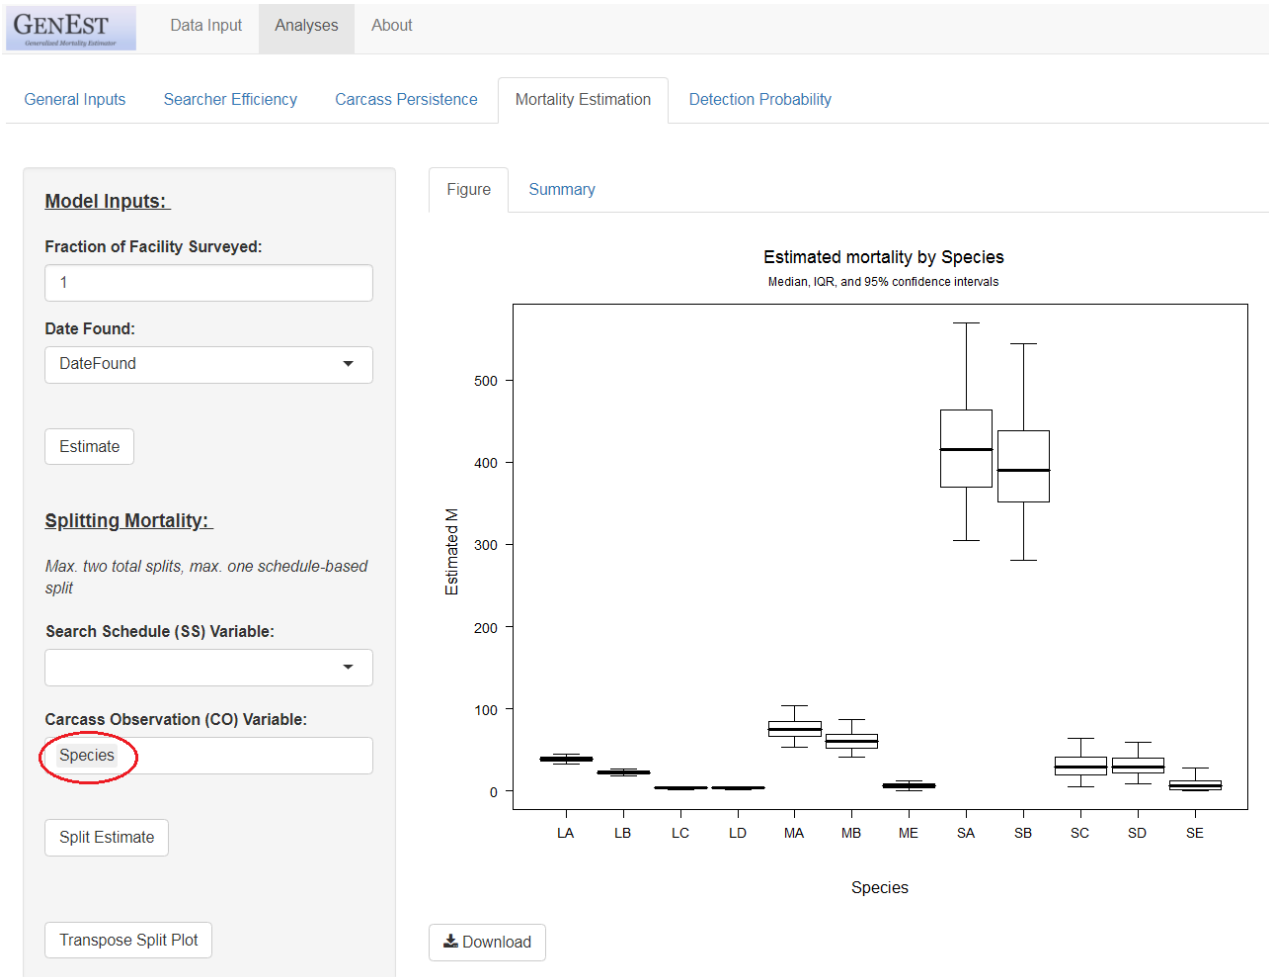 GENEST
Generalized Mortality Estimator
Data Input
Analyses
About
General Inputs
Searcher Efficiency
Carcass Persistence
Mortality Estimation
Detection Probability
Model Inputs:
Fraction of Facility Surveyed:
1
Date Found:
DateFound
Estimate
Splitting Mortality:
Max. two total splits, max. one schedule-based
split
Search Schedule (SS) Variable:
Carcass Observation (CO) Variable:
Species
Split Estimate
Transpose Split Plot
Figure
Summary
Estimated mortality by Species
Median, IQR, and 95% confidence intervals
Estimated M
500
400
300
200
100
0
LA LB LC LD MA MB ME SA SB SC SD SE
Species
Download